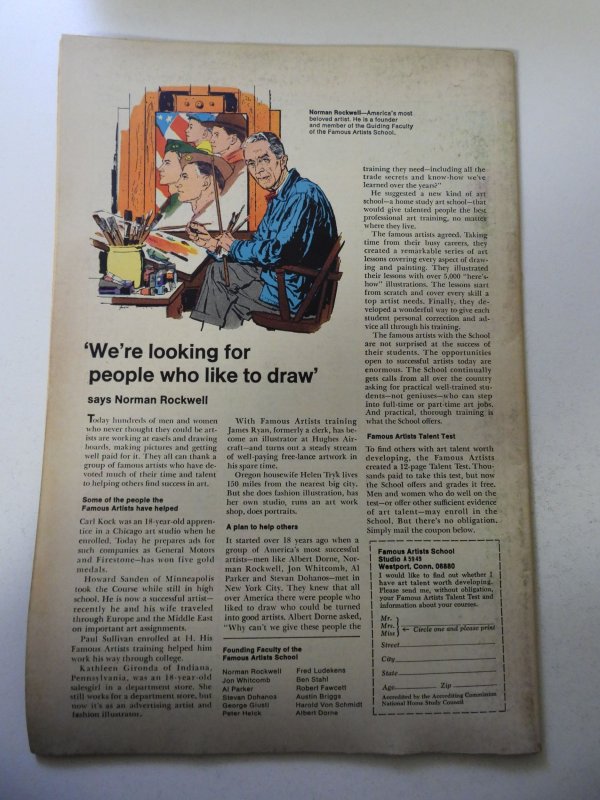 Norman Rockwell—America's most
beloved artist. He is a founder
and member of the Guiding Faculty
of the Famous Artists School.
'We're looking for
people who like to draw'
says Norman Rockwell
Today hundreds of men and women
who never thought they could be art-
ists are working at easels and drawing
boards, making pictures and getting
well paid for it. They all can thank a
group of famous artists who have de-
voted much of their time and talent
to helping others find success in art.
Some of the people the
Famous Artists have helped
Carl Kock was an 18-year-old appren-
tice in a Chicago art studio when he
enrolled. Today he prepares ads for
such companies as General Motors
and Firestone—has won five gold
medals.
Howard Sanden of Minneapolis
took the Course while still in high
school. He is now a successful artist—
recently he and his wife traveled
through Europe and the Middle East
on important art assignments.
Paul Sullivan enrolled at 14. His
Famous Artists training helped him
work his way through college.
Kathleen Gironda of Indiana,
Pennsylvania, was an 18-year-old
salesgirl in a department store. She
still works for a department store, but
now it's as an advertising artist and
fashion illustrator.
With Famous Artists training
James Ryan, formerly a clerk, has be-
come an illustrator at Hughes Air-
craft—and turns out a steady stream
of well-paying free-lance artwork in
his spare time.
Oregon housewife Helen Tryk lives
150 miles from the nearest big city.
But she does fashion illustration, has
her own studio, runs an art work
shop, does portraits.
A plan to help others
It started over 18 years ago when a
group of America's most successful
artists—men like Albert Dorne, Nor-
man Rockwell, Jon Whitcomb, Al
Parker and Stevan Dohanos—met in
New York City. They knew that all
over America there were people who
liked to draw who could be turned
into good artists. Albert Dorne asked,
"Why can't we give these people the
training they need—including all the
trade secrets and know-how we've
learned over the years?"
He suggested a new kind of art
school—a home study art school—that
would give talented people the best
professional art training, no matter
where they live.
The famous artists agreed. Taking
time from their busy careers, they
created a remarkable series of art
lessons covering every aspect of draw-
ing and painting. They illustrated
their lessons with over 5,000 "here's-
how" illustrations. The lessons start
from scratch and cover every skill a
top artist needs. Finally, they de-
veloped a wonderful way to give each
student personal correction and ad-
vice all through his training.
The famous artists with the School
are not surprised at the success of
their students. The opportunities
open to successful artists today are
enormous. The School continually
gets calls from all over the country
asking for practical well-trained stu-
dents—not geniuses—who can step
into full-time or part-time art jobs.
And practical, thorough training is
what the School offers.
Famous Artists Talent Test
To find others with art talent worth
developing, the Famous Artists
created a 12-page Talent Test. Thou-
sands paid to take this test, but now
the School offers and grades it free.
Men and women who do well on the
test—or offer other sufficient evidence
of art talent—may enroll in the
School. But there's no obligation.
Simply mail the coupon below.
Founding Faculty of the
Famous Artists School
Norman Rockwell
Jon Whitcomb
Al Parker
Stevan Dohanos
George Giusti
Peter Helck
Fred Ludekens
Ben Stahl
Robert Fawcett
Austin Briggs
Harold Von Schmidt
Albert Dorne
Famous Artists School
Studio A5945
Westport, Conn. 06880
I would like to find out whether I
have art talent worth developing.
Please send me, without obligation,
your Famous Artists Talent Test and
information about your courses.
Mr.
Mrs. Circle one and please print
Miss
Street
City
State
Age Zip
Accredited by the Accrediting Commission
National Home Study Council